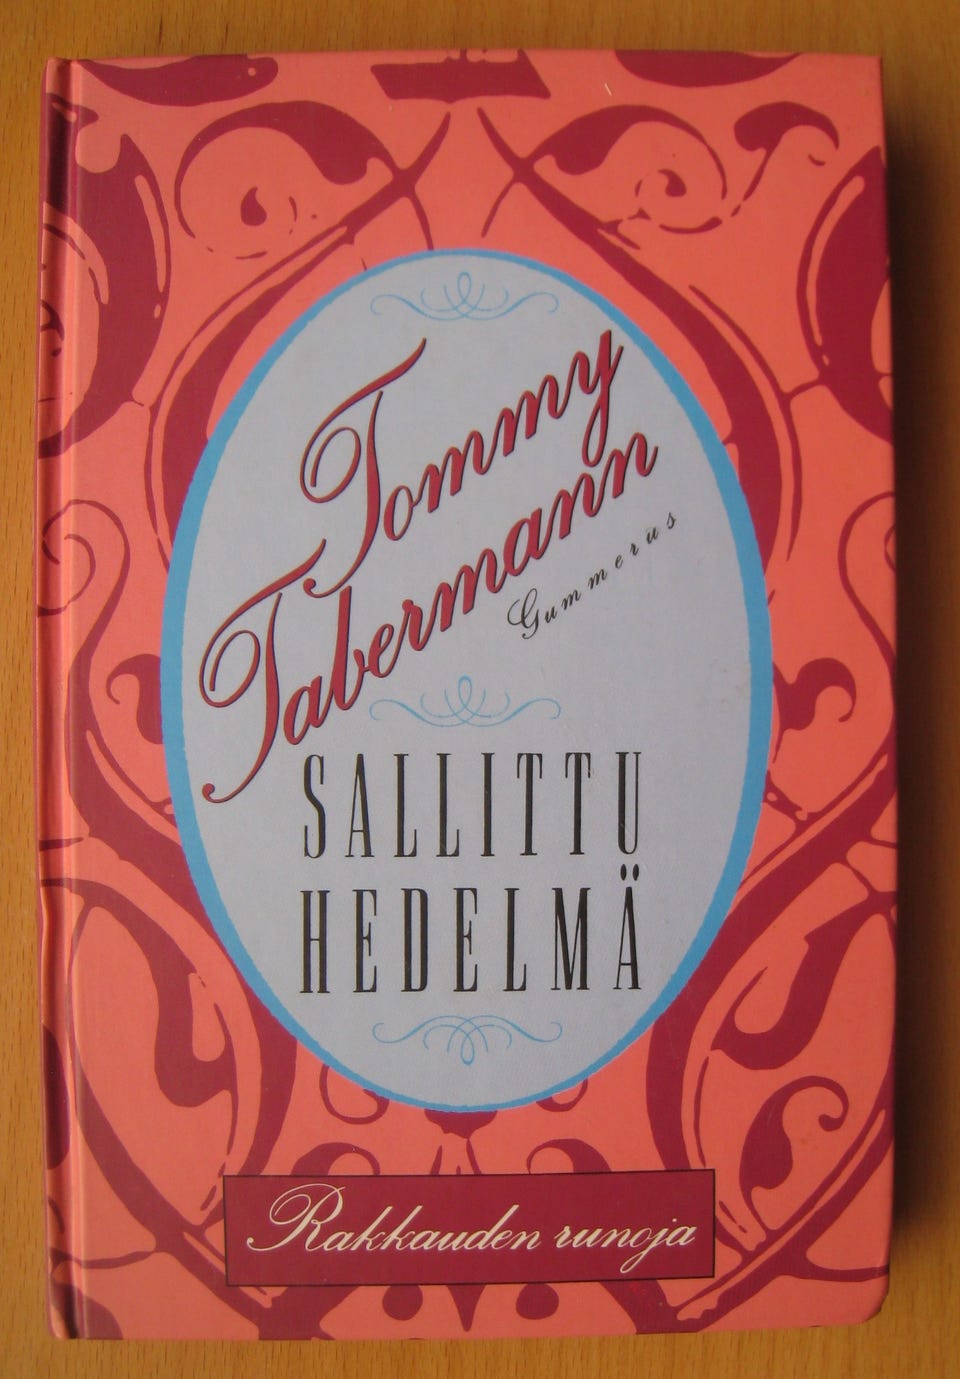 Tommy
Tabermann
Gummerus
SALLITTU
HEDELMÄ
Rakkauden runoja